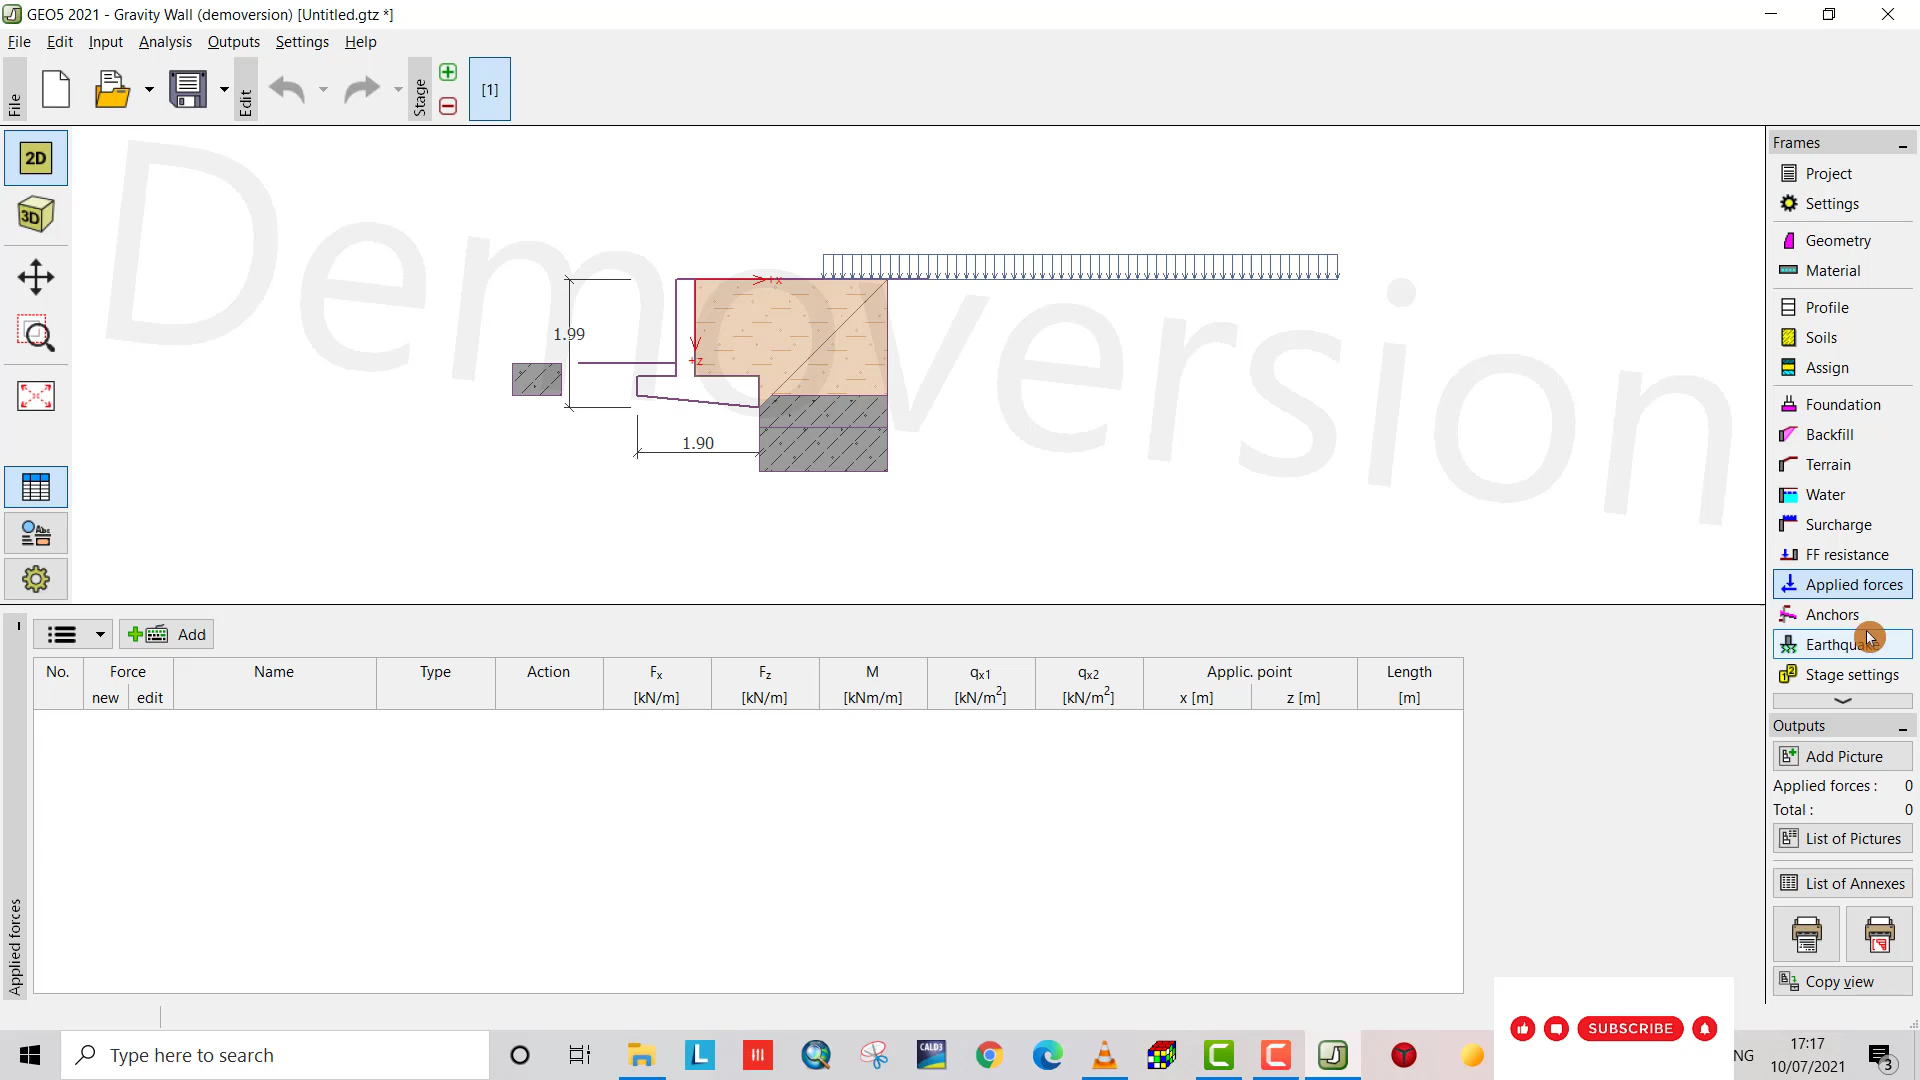 GEO5 2021 - Gravity Wall (demoversion) [Untitled.gtz *]
File Edit Input Analysis Outputs Settings Help
File
Edit
Stage
[1]
2D
3D
Demoversion
+x
+z
1.99
1.90
Frames
Project
Settings
Geometry
Material
Profile
Soils
Assign
Foundation
Backfill
Terrain
Water
Surcharge
FF resistance
Applied forces
Anchors
Earthquake
Stage settings
Outputs
Add Picture
Applied forces : 0
Total : 0
List of Pictures
List of Annexes
Copy view
Add
No. Force Name Type Action Fx Fz M qx1 qx2 Applic. point Length
new edit [kN/m] [kN/m] [kNm/m] [kN/m2] [kN/m2] x [m] z [m] [m]
Applied forces
SUBSCRIBE
Type here to search
CALD3
NG
17:17
10/07/2021
3